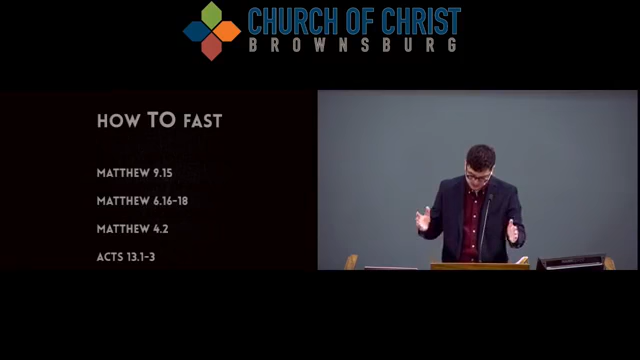 CHURCH OF CHRIST
BROWNSBURG
HOW TO FAST
MATTHEW 9.15
MATTHEW 6.16-18
MATTHEW 4.2
ACTS 13.1-3